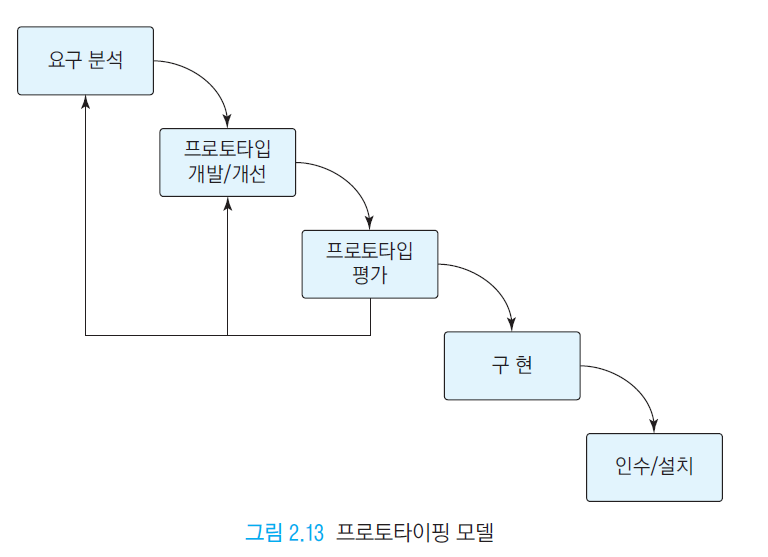 요구 분석
프로토타입
개발/개선
프로토타입
평가
구 현
인수/설치
그림 2.13 프로토타이핑 모델